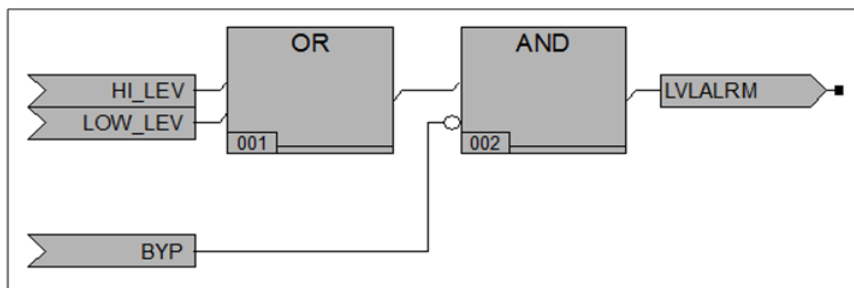 OR
AND
HI_LEV
LVLALRM
LOW_LEV
001
002
BYP